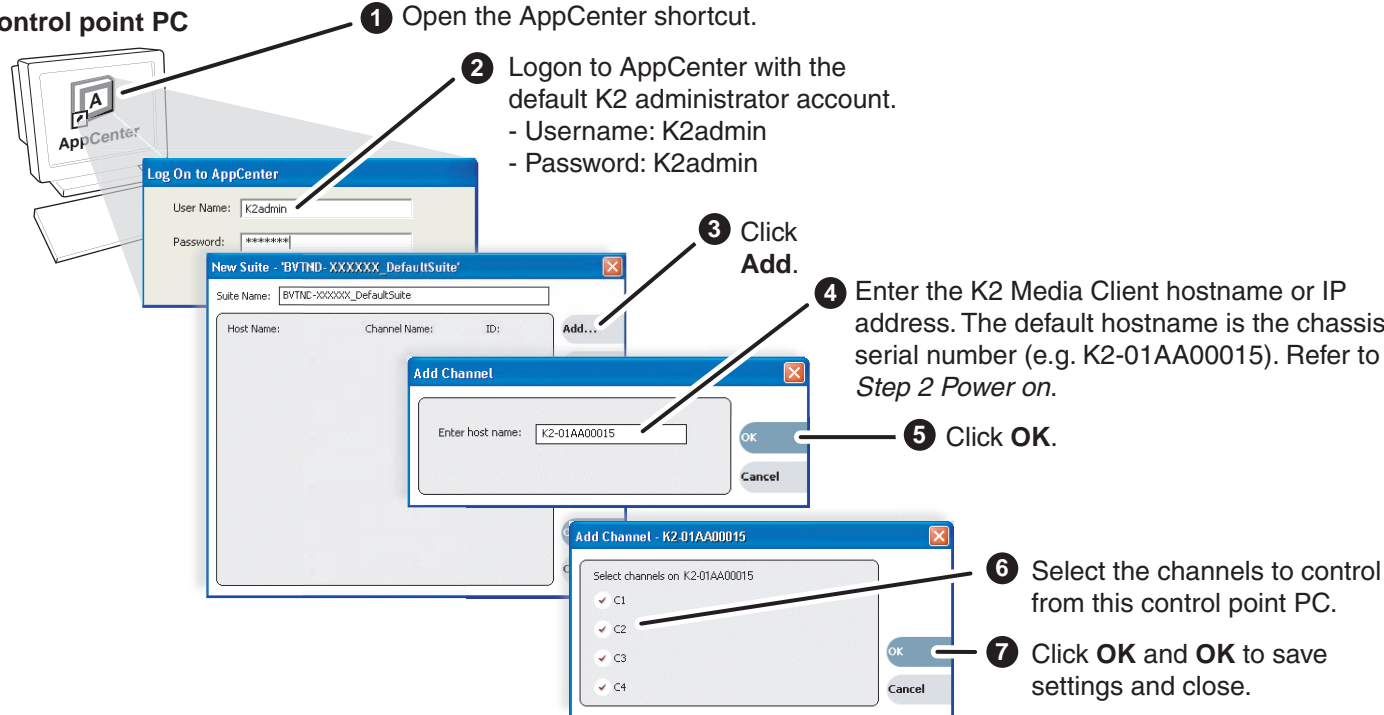 ontrol point PC
1 Open the AppCenter shortcut.
A
AppCenter
2 Logon to AppCenter with the
default K2 administrator account.
- Username: K2admin
- Password: K2admin
Log On to AppCenter
User Name: K2admin
Password: *******
3 Click
Add.
New Suite - 'BVTND-XXXXXX_DefaultSuite'
Suite Name: BVTND-XXXXXX_DefaultSuite
Host Name: Channel Name: ID:
Add...
4 Enter the K2 Media Client hostname or IP
address. The default hostname is the chassis
serial number (e.g. K2-01AA00015). Refer to
Step 2 Power on.
Add Channel
Enter host name: K2-01AA00015
OK
Cancel
5 Click OK.
Add Channel - K2-01AA00015
Select channels on K2-01AA00015
C1
C2
C3
C4
OK
Cancel
6 Select the channels to control
from this control point PC.
7 Click OK and OK to save
settings and close.